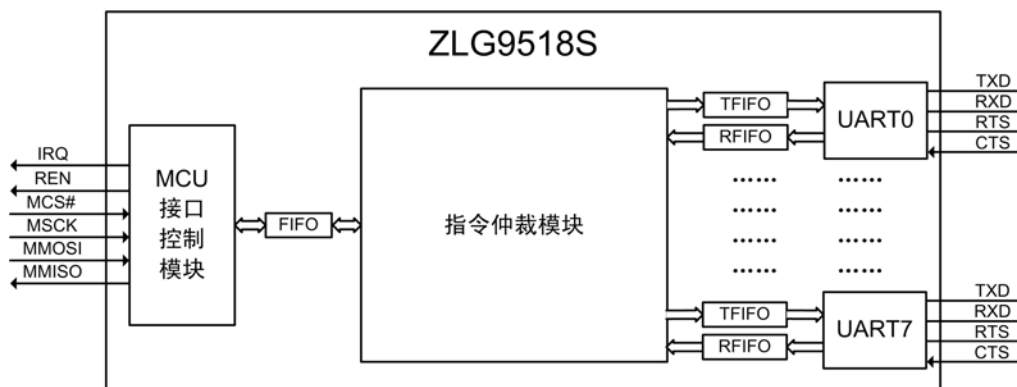 ZLG9518S
IRQ
REN
MCS#
MSCK
MMOSI
MMISO
MCU
接口
控制
模块
FIFO
指令仲裁模块
TFIFO
RFIFO
UART0
TXD
RXD
RTS
CTS
…… ……
…… ……
…… ……
…… ……
TFIFO
RFIFO
UART7
TXD
RXD
RTS
CTS